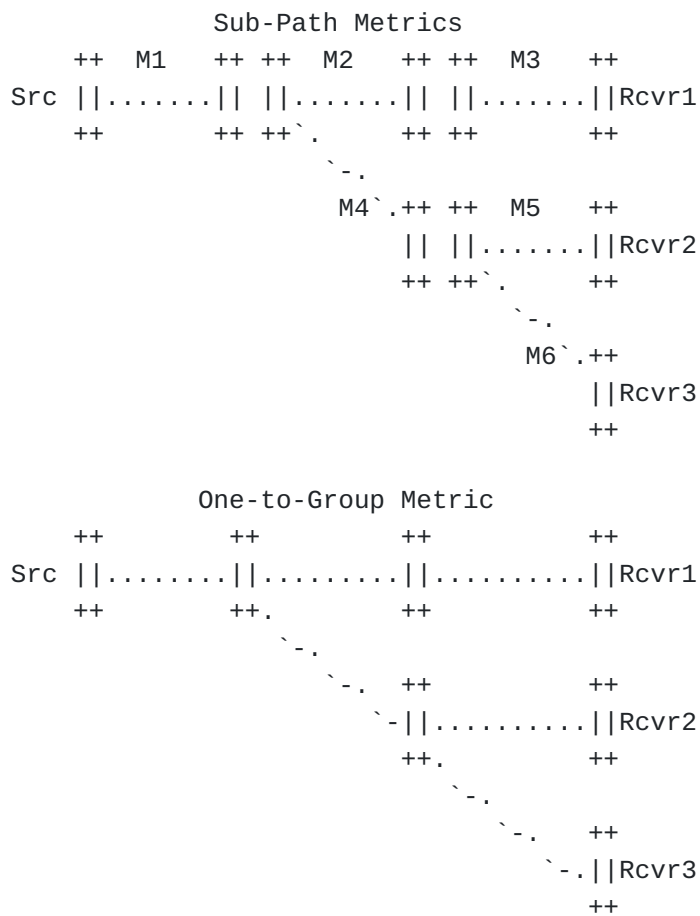 Sub-Path Metrics
++  M1   ++ ++  M2   ++ ++  M3   ++
Src ||.......|| ||.......|| ||.......||Rcvr1
++       ++ ++`.     ++ ++       ++
`-.
M4`.++ ++  M5   ++
|| ||.......||Rcvr2
++ ++`.     ++
`-.
M6`.++
||Rcvr3
++
One-to-Group Metric
++        ++         ++          ++
Src ||........||.........||..........||Rcvr1
++        ++.        ++          ++
`-.
`-.  ++          ++
`-||..........||Rcvr2
++.         ++
`-.
`-.   ++
`-.||Rcvr3
++